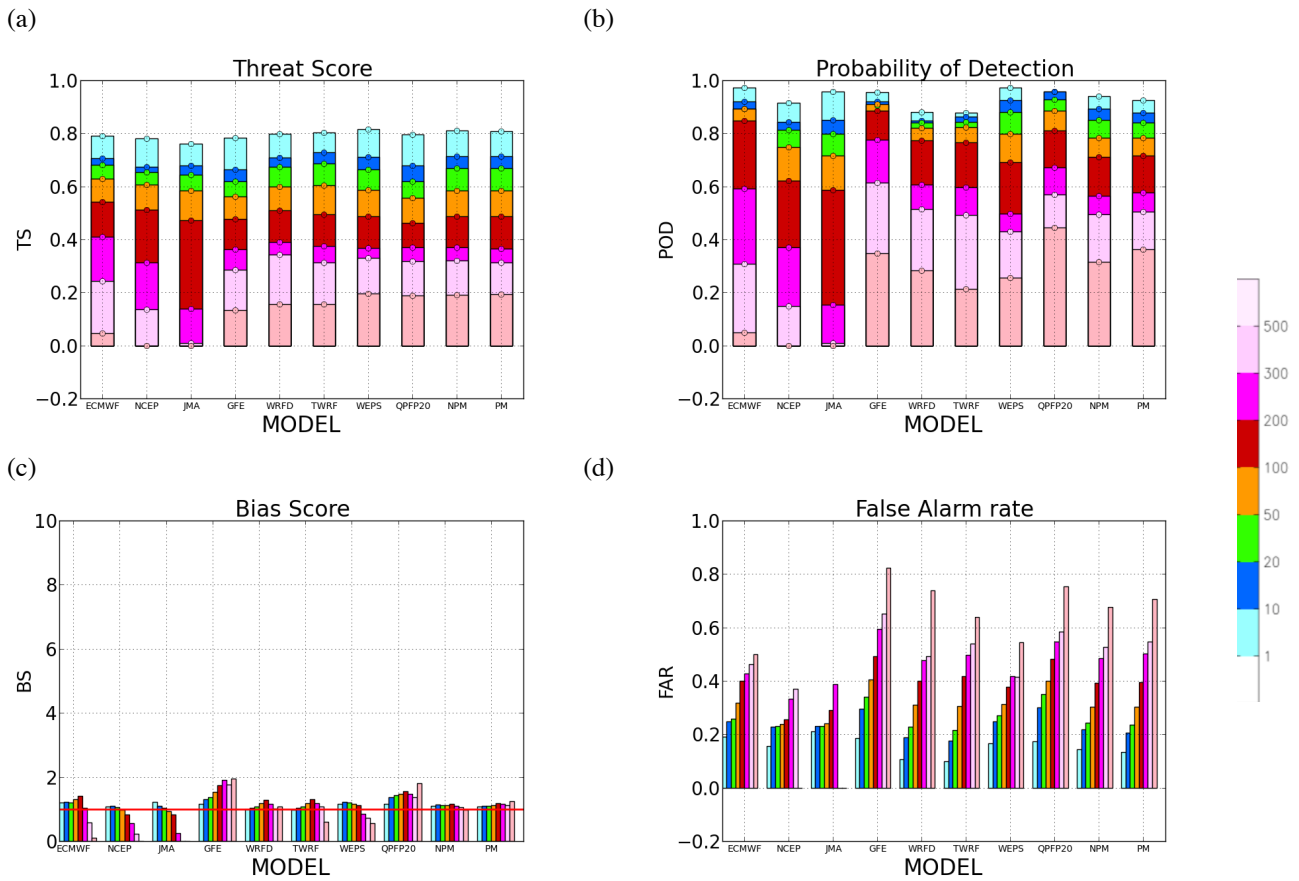 (a)
Threat Score
1.0
0.8
0.6
0.4
0.2
0.0
−0.2
TS
ECMWF NCEP JMA GFE WRFD TWRF WEPS QPFP20 NPM PM
MODEL
(b)
Probability of Detection
1.0
0.8
0.6
0.4
0.2
0.0
−0.2
POD
ECMWF NCEP JMA GFE WRFD TWRF WEPS QPFP20 NPM PM
MODEL
(c)
Bias Score
10
8
6
4
2
0
BS
ECMWF NCEP JMA GFE WRFD TWRF WEPS QPFP20 NPM PM
MODEL
(d)
False Alarm rate
1.0
0.8
0.6
0.4
0.2
0.0
−0.2
FAR
ECMWF NCEP JMA GFE WRFD TWRF WEPS QPFP20 NPM PM
MODEL
500
300
200
100
50
20
10
1